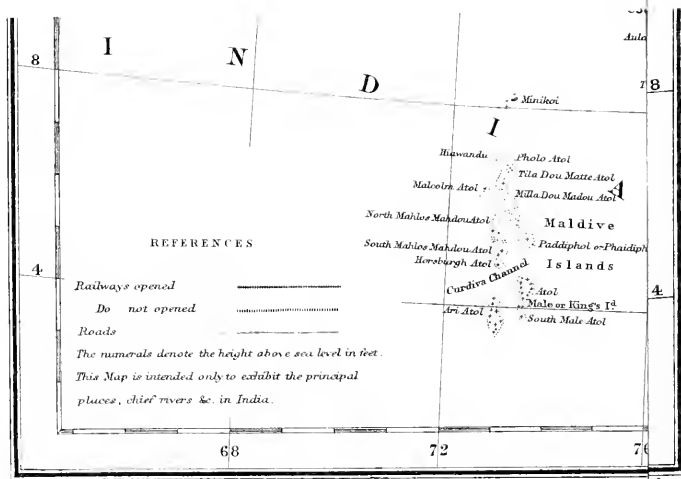 Aulo
8
I
N
D
I
A
8
Minikoi
Hiawandu
Pholo Atol
Tila Dou Matte Atol
Malcolm Atol
Milla Dou Madou Atol
North Mahlos Mahdou Atol
Maldive
South Mahlos Mahdou Atol
Paddiphol or Phaidiph
Horsburgh Atol
Islands
Curdiva Channel
Atol
Male or King's Id
Ari Atol
South Male Atol
4
4
REFERENCES
Railways opened
Do not opened
Roads
The numerals denote the height above sea level in feet.
This Map is intended only to exhibit the principal
places, chief rivers &c. in India.
68
72
76